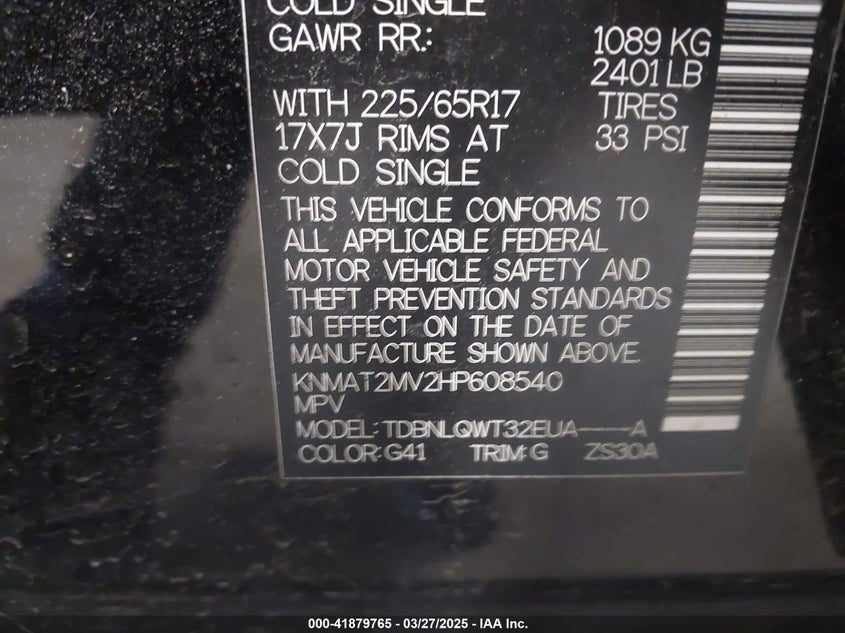 COLD SINGLE
GAWR RR: 1089 KG
2401 LB
WITH 225/65R17 TIRES
17X7J RIMS AT 33 PSI
COLD SINGLE
THIS VEHICLE CONFORMS TO
ALL APPLICABLE FEDERAL
MOTOR VEHICLE SAFETY AND
THEFT PREVENTION STANDARDS
IN EFFECT ON THE DATE OF
MANUFACTURE SHOWN ABOVE.
KNMAT2MV2HP608540
MPV
MODEL: TDBNLQWT32EUA----A
COLOR: G41 TRIM: G ZS30A
000-41879765 - 03/27/2025 - IAA Inc.